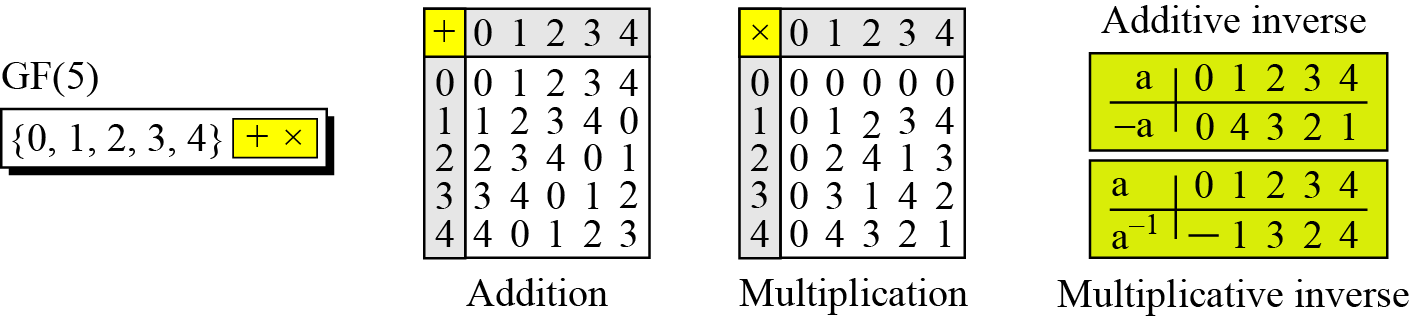 GF(5)
{0, 1, 2, 3, 4} + ×
+ 0 1 2 3 4
0 0 1 2 3 4
1 1 2 3 4 0
2 2 3 4 0 1
3 3 4 0 1 2
4 4 0 1 2 3
Addition
× 0 1 2 3 4
0 0 0 0 0 0
1 0 1 2 3 4
2 0 2 4 1 3
3 0 3 1 4 2
4 0 4 3 2 1
Multiplication
Additive inverse
a 0 1 2 3 4
−a 0 4 3 2 1
a 0 1 2 3 4
a⁻¹ — 1 3 2 4
Multiplicative inverse